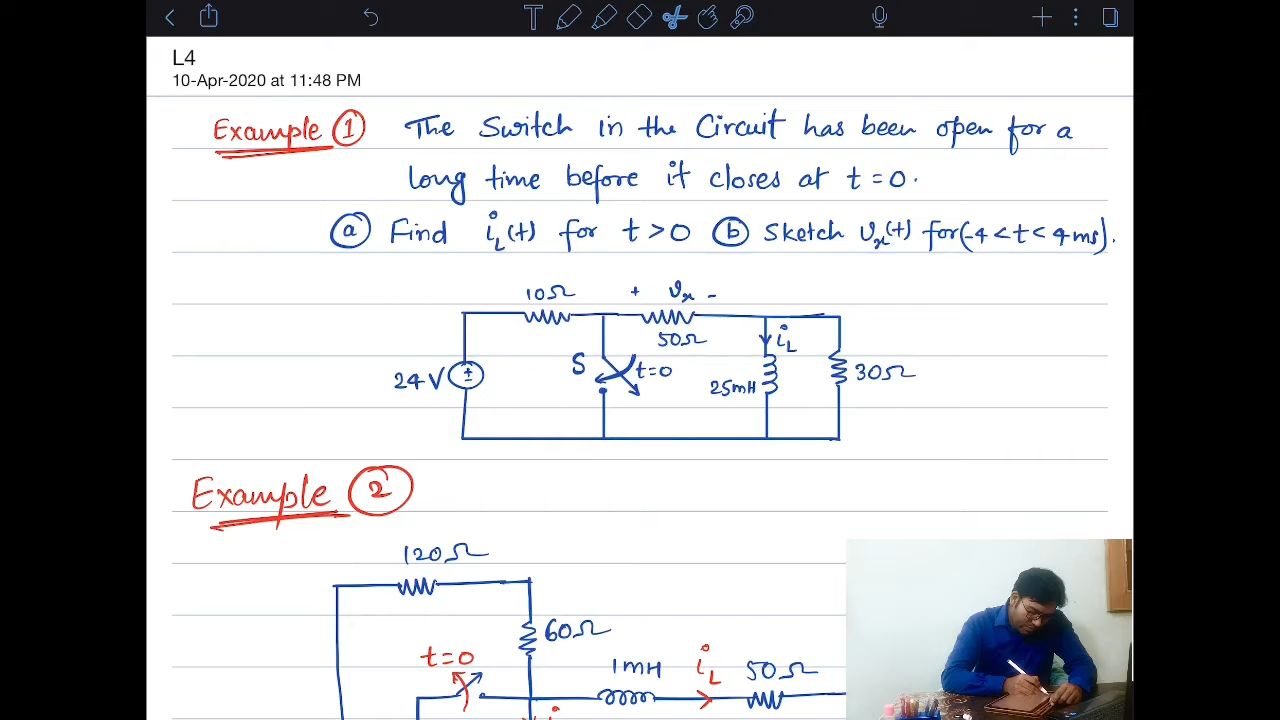 L4
10-Apr-2020 at 11:48 PM
Example 1 The Switch in the Circuit has been open for a
long time before it closes at t = 0.
a Find iL(t) for t > 0 b Sketch vx(t) for (-4 < t < 4 ms).
10Ω + vx -
50Ω iL
S t=0
24V + - 25mH 30Ω
Example 2
120Ω
60Ω
t=0 1mH iL 50Ω
i